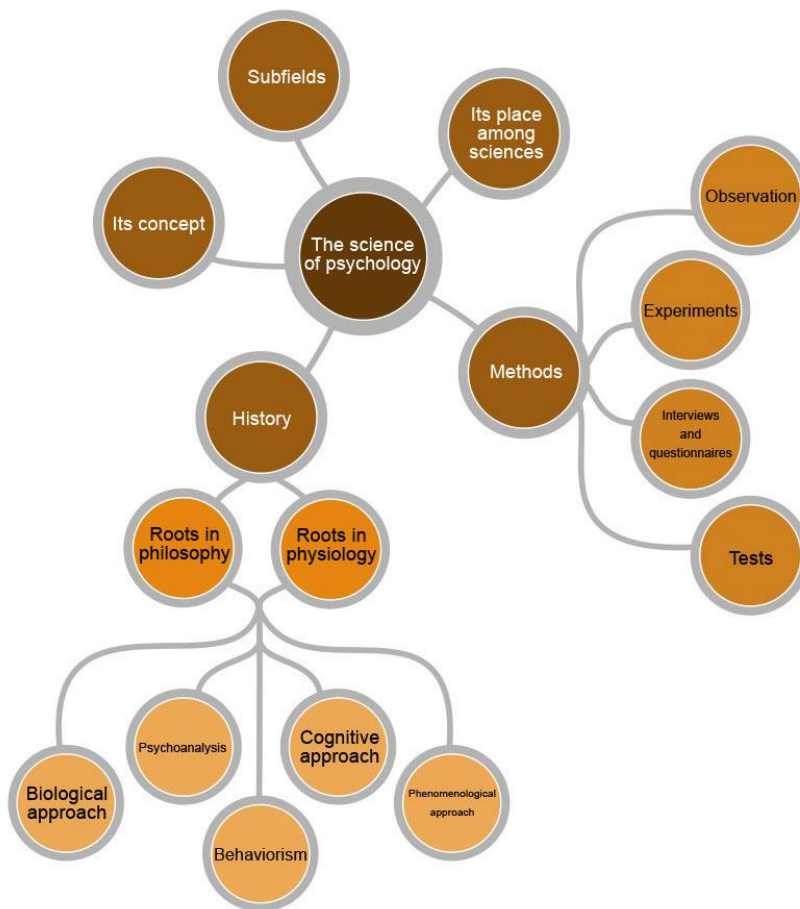 Subfields
Its place
among
sciences
Observation
Its concept
The science
of psychology
Experiments
Methods
History
Interviews
and
questionnaires
Roots in
philosophy
Roots in
physiology
Tests
Psychoanalysis
Cognitive
approach
Biological
approach
Phenomenological
approach
Behaviorism